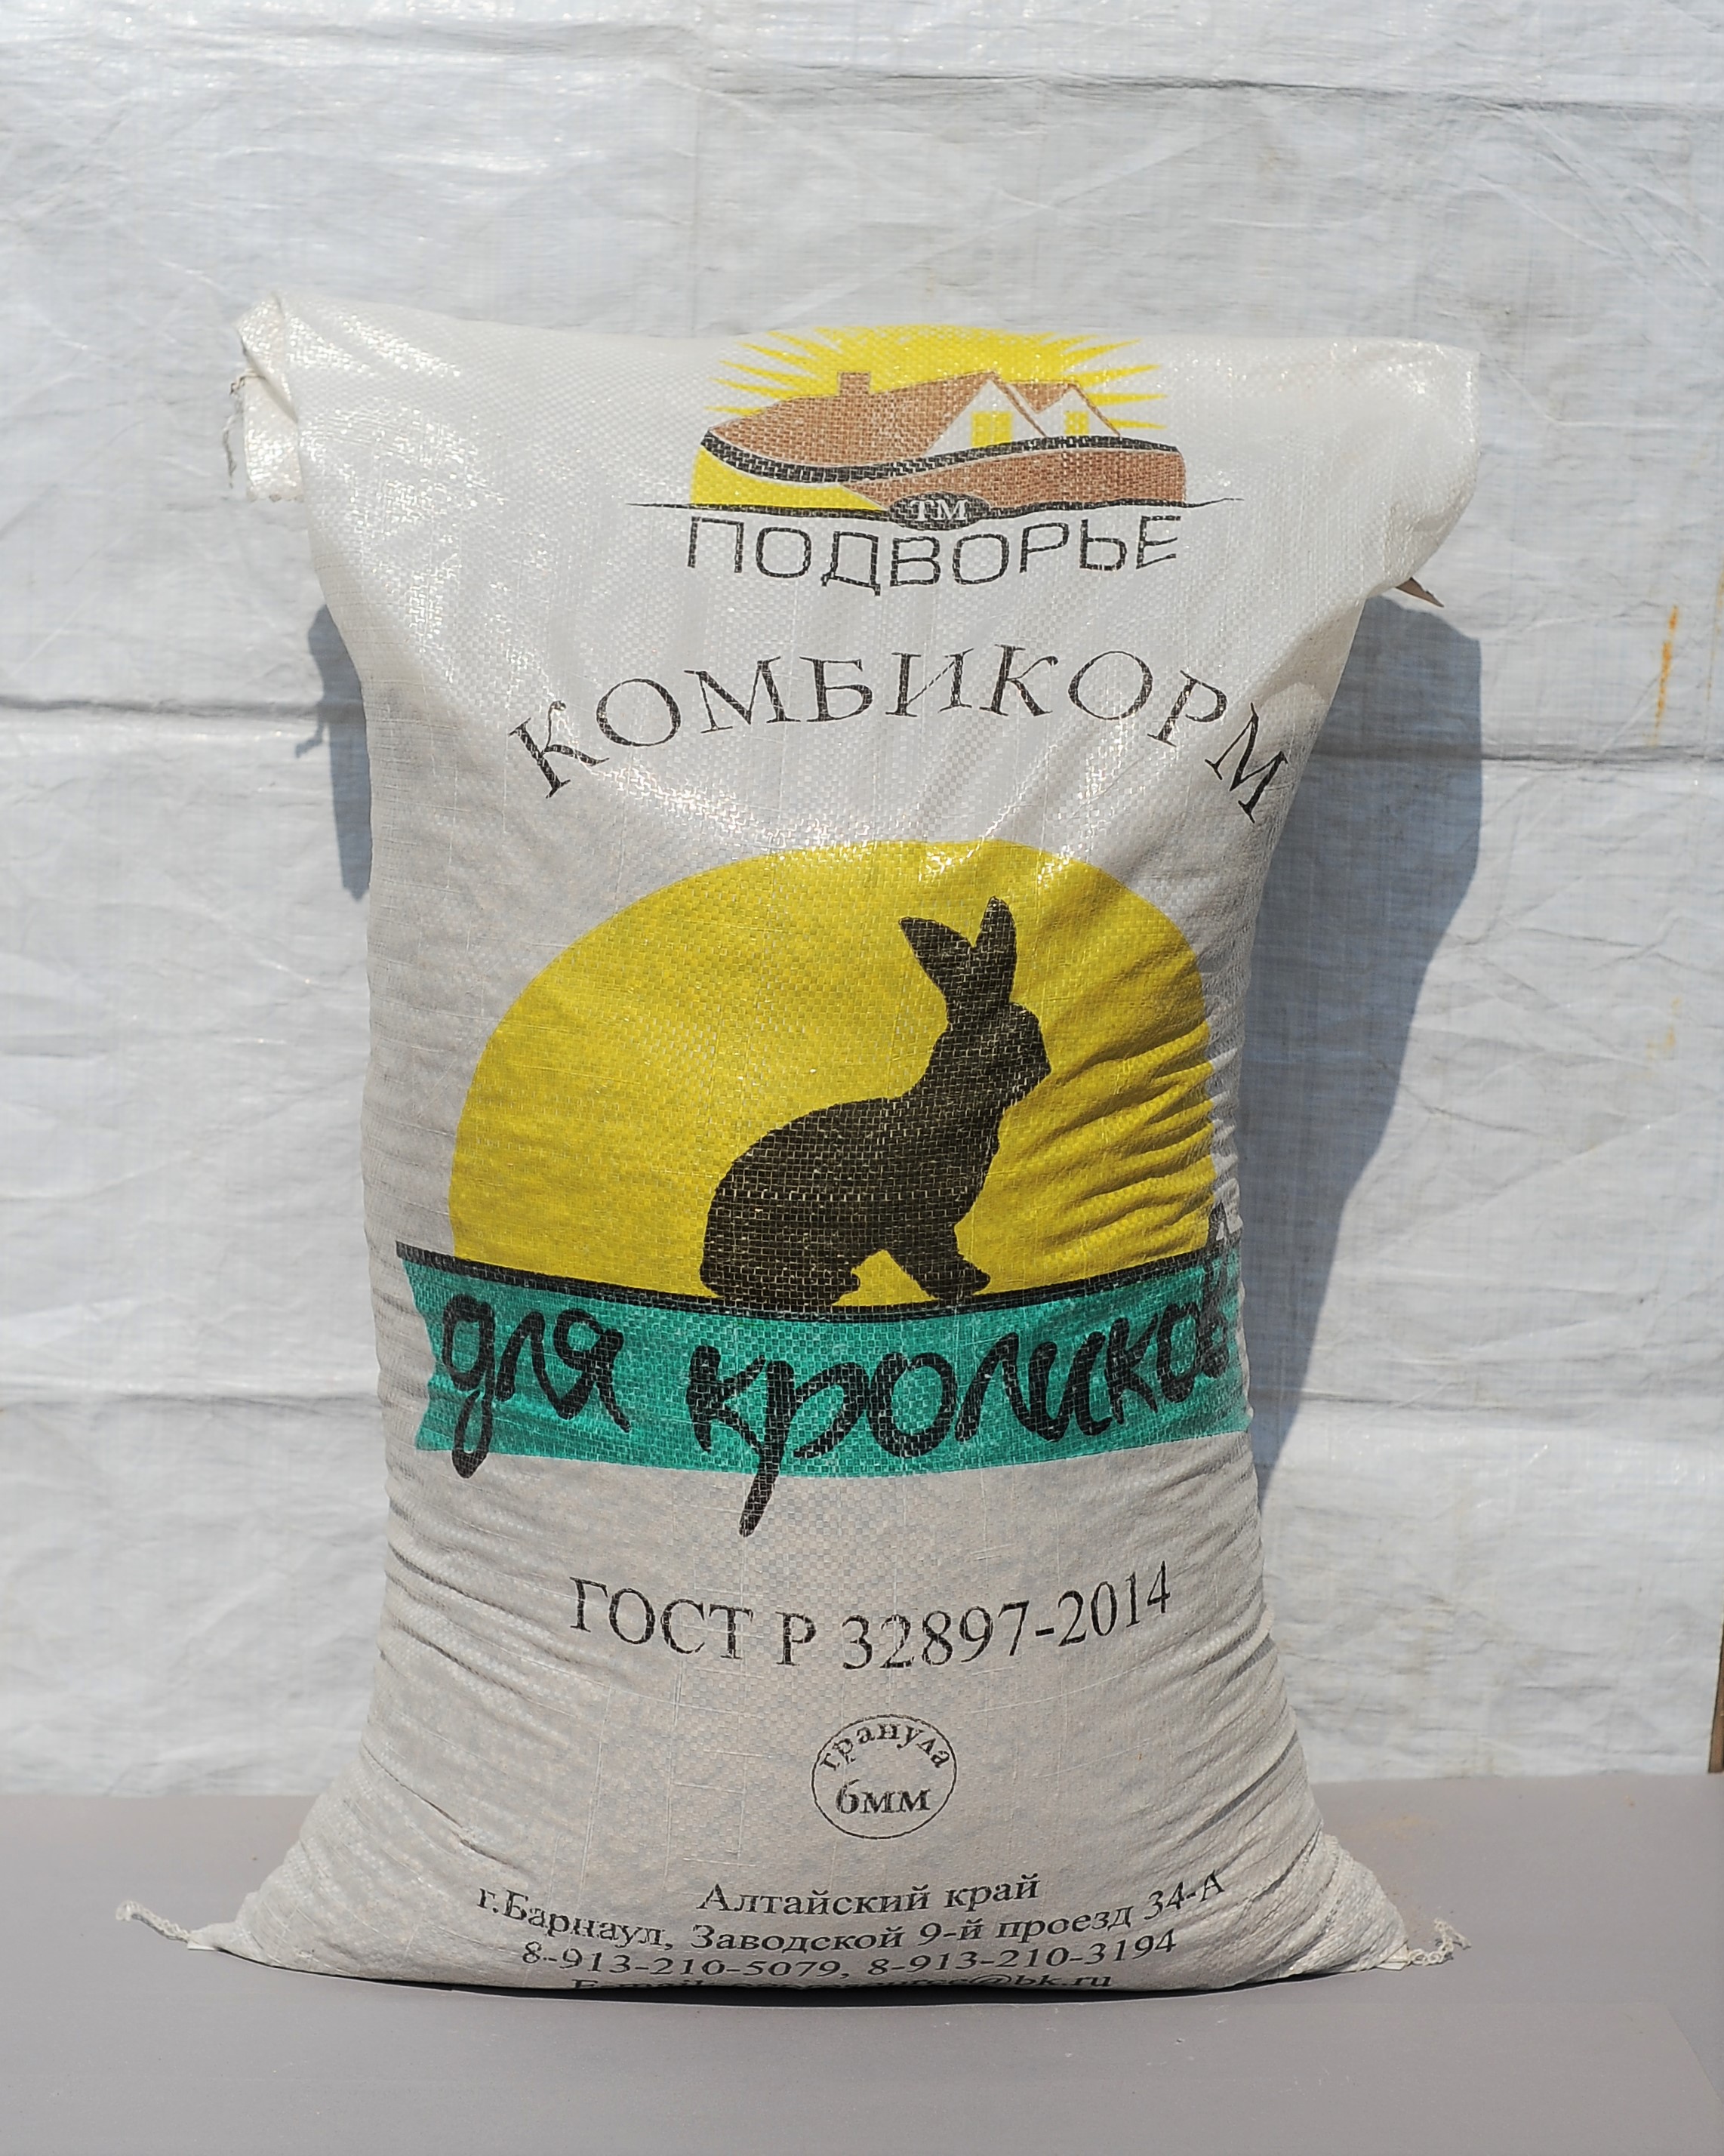 ТМ
ПОДВОРЬЕ
КОМБИКОРМ
для кроликов
ГОСТ Р 32897-2014
гранула
6мм
Алтайский край
г.Барнаул, Заводской 9-й проезд 34-А
8-913-210-5079, 8-913-210-3194